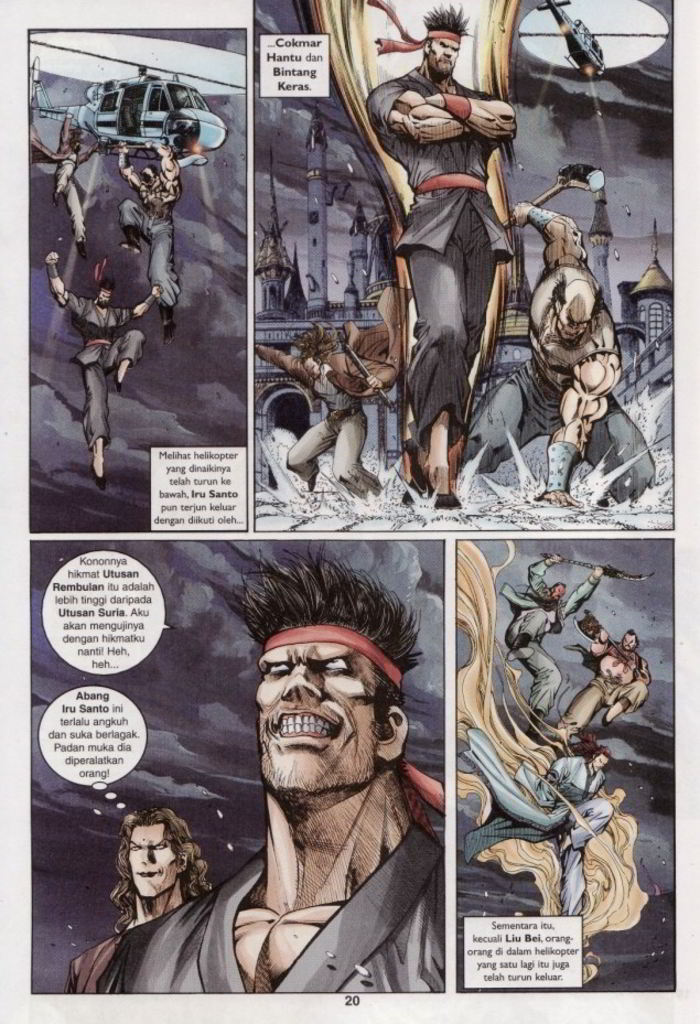 Melihat helikopter
yang dinaikinya
telah turun ke
bawah, Iru Santo
pun terjun keluar
dengan diikuti oleh...
...Cokmar
Hantu dan
Bintang
Keras.
Kononnya
hikmat Utusan
Rembulan itu adalah
lebih tinggi daripada
Utusan Suria. Aku
akan mengujinya
dengan hikmatku
nanti! Heh,
heh...
Abang
Iru Santo ini
terlalu angkuh
dan suka berlagak.
Padan muka dia
diperalatkan
orang!
Sementara itu,
kecuali Liu Bei, orang-
orang di dalam helikopter
yang satu lagi itu juga
telah turun keluar.
20